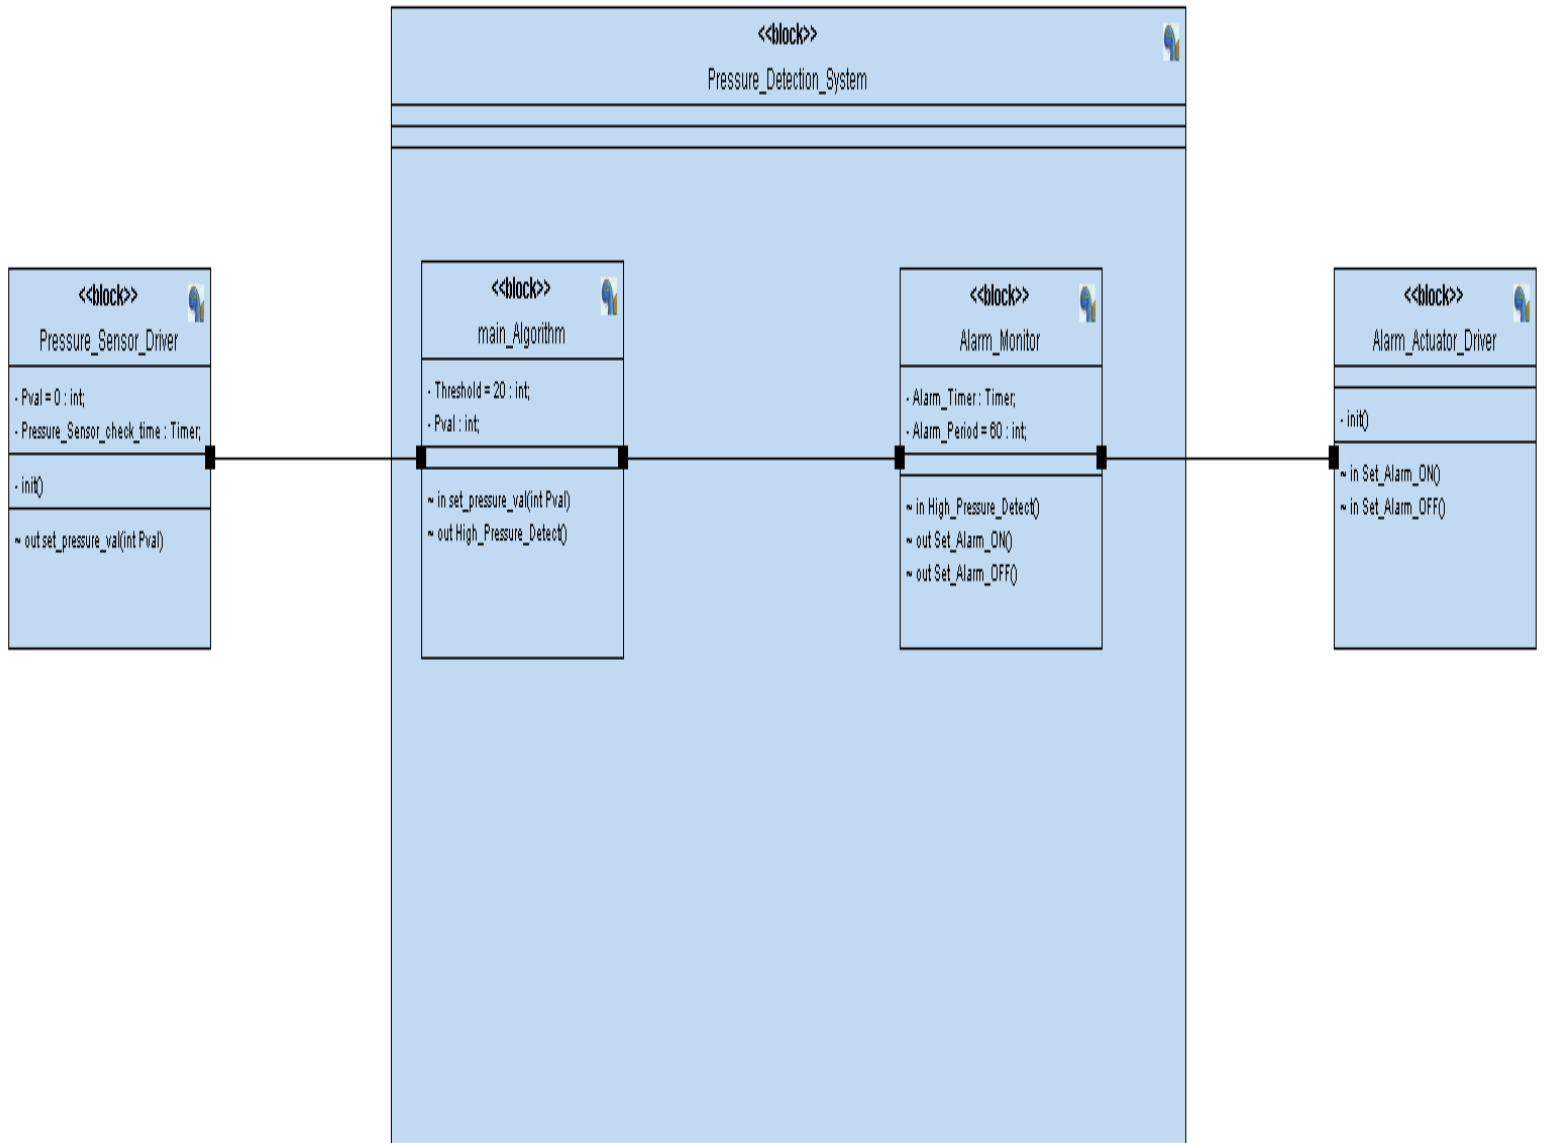 <<block>>
Pressure_Detection_System
<<block>>
Pressure_Sensor_Driver
- Pval = 0 : int;
- Pressure_Sensor_check_time : Timer;
- init()
~ out set_pressure_val(int Pval)
<<block>>
main_Algorithm
- Threshold = 20 : int;
- Pval : int;
~ in set_pressure_val(int Pval)
~ out High_Pressure_Detect()
<<block>>
Alarm_Monitor
- Alarm_Timer : Timer;
- Alarm_Period = 60 : int;
~ in High_Pressure_Detect()
~ out Set_Alarm_ON()
~ out Set_Alarm_OFF()
<<block>>
Alarm_Actuator_Driver
- init()
~ in Set_Alarm_ON()
~ in Set_Alarm_OFF()